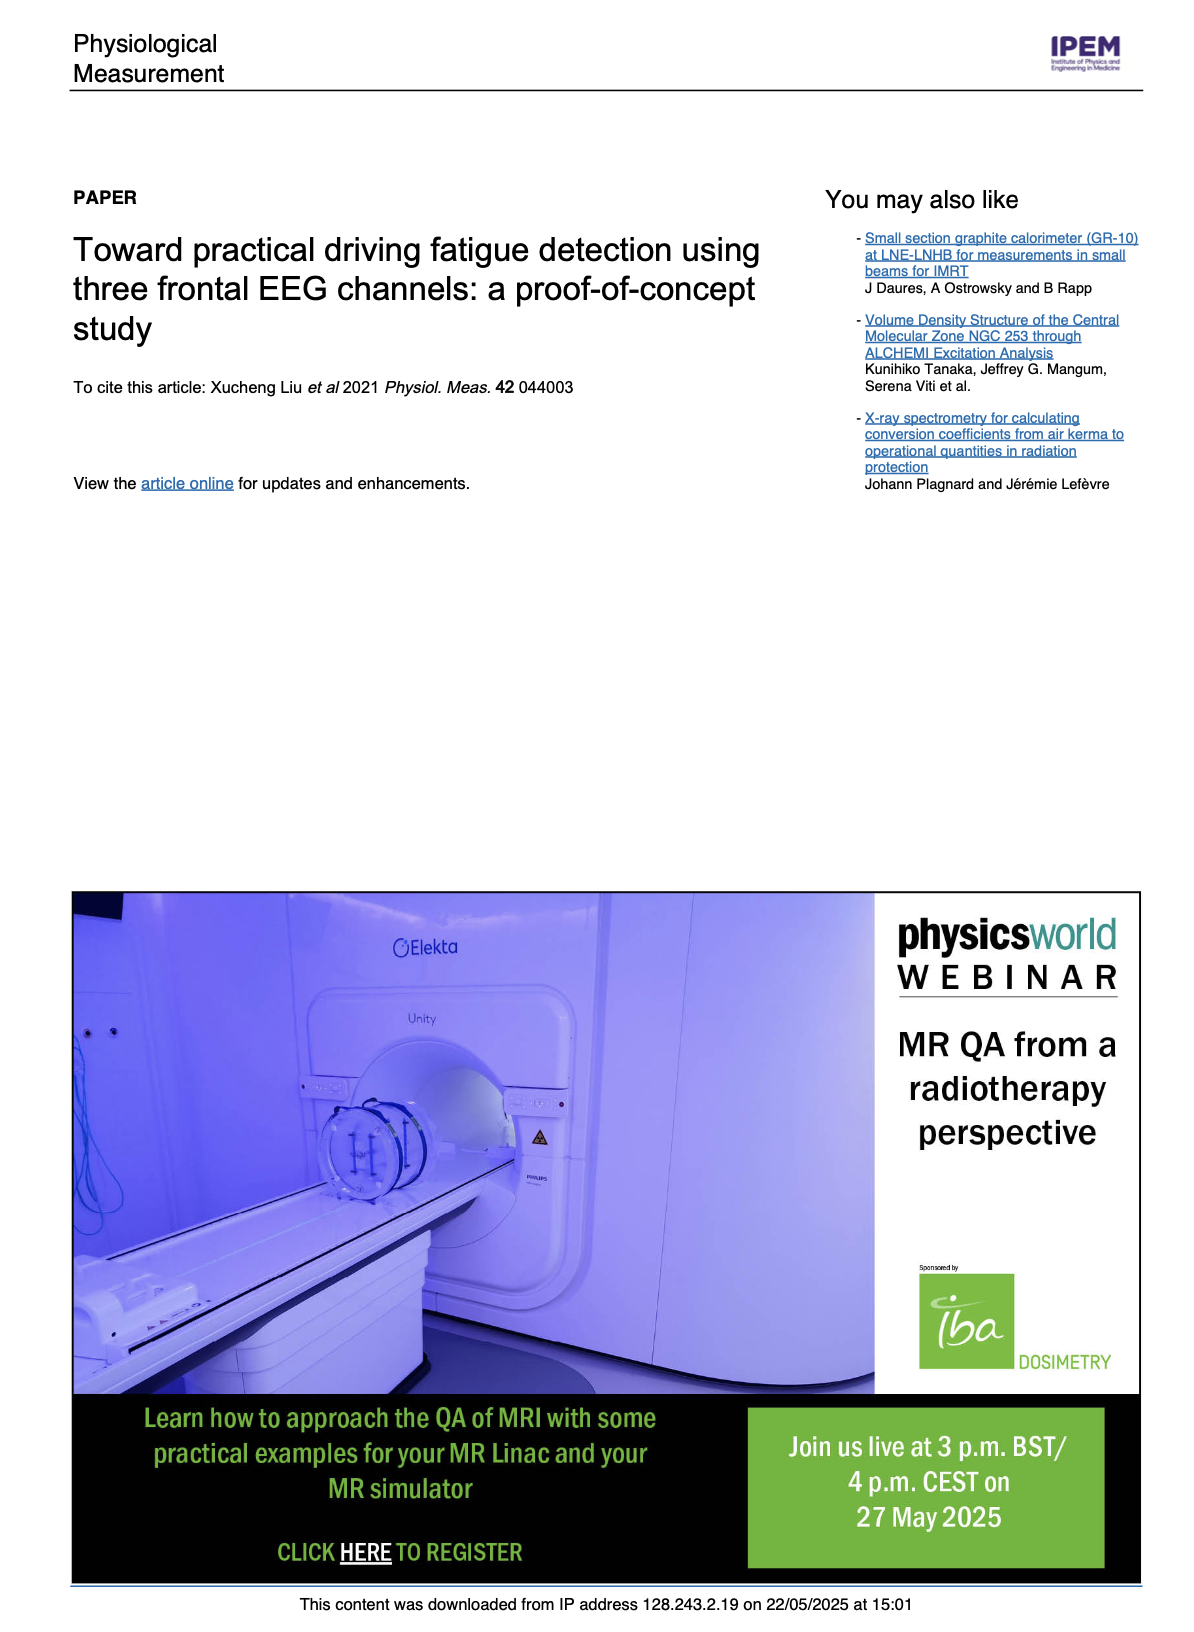 Physiological
Measurement
IPEM
Institute of Physics and
Engineering in Medicine
PAPER
Toward practical driving fatigue detection using
three frontal EEG channels: a proof-of-concept
study
To cite this article: Xucheng Liu et al 2021 Physiol. Meas. 42 044003
View the article online for updates and enhancements.
You may also like
- Small section graphite calorimeter (GR-10)
at LNE-LNHB for measurements in small
beams for IMRT
J Daures, A Ostrowsky and B Rapp
- Volume Density Structure of the Central
Molecular Zone NGC 253 through
ALCHEMI Excitation Analysis
Kunihiko Tanaka, Jeffrey G. Mangum,
Serena Viti et al.
- X-ray spectrometry for calculating
conversion coefficients from air kerma to
operational quantities in radiation
protection
Johann Plagnard and Jérémie Lefèvre
Elekta
Unity
PHILIPS
physicsworld
WEBINAR
MR QA from a
radiotherapy
perspective
Sponsored by
iba
DOSIMETRY
Learn how to approach the QA of MRI with some
practical examples for your MR Linac and your
MR simulator
CLICK HERE TO REGISTER
Join us live at 3 p.m. BST/
4 p.m. CEST on
27 May 2025
This content was downloaded from IP address 128.243.2.19 on 22/05/2025 at 15:01